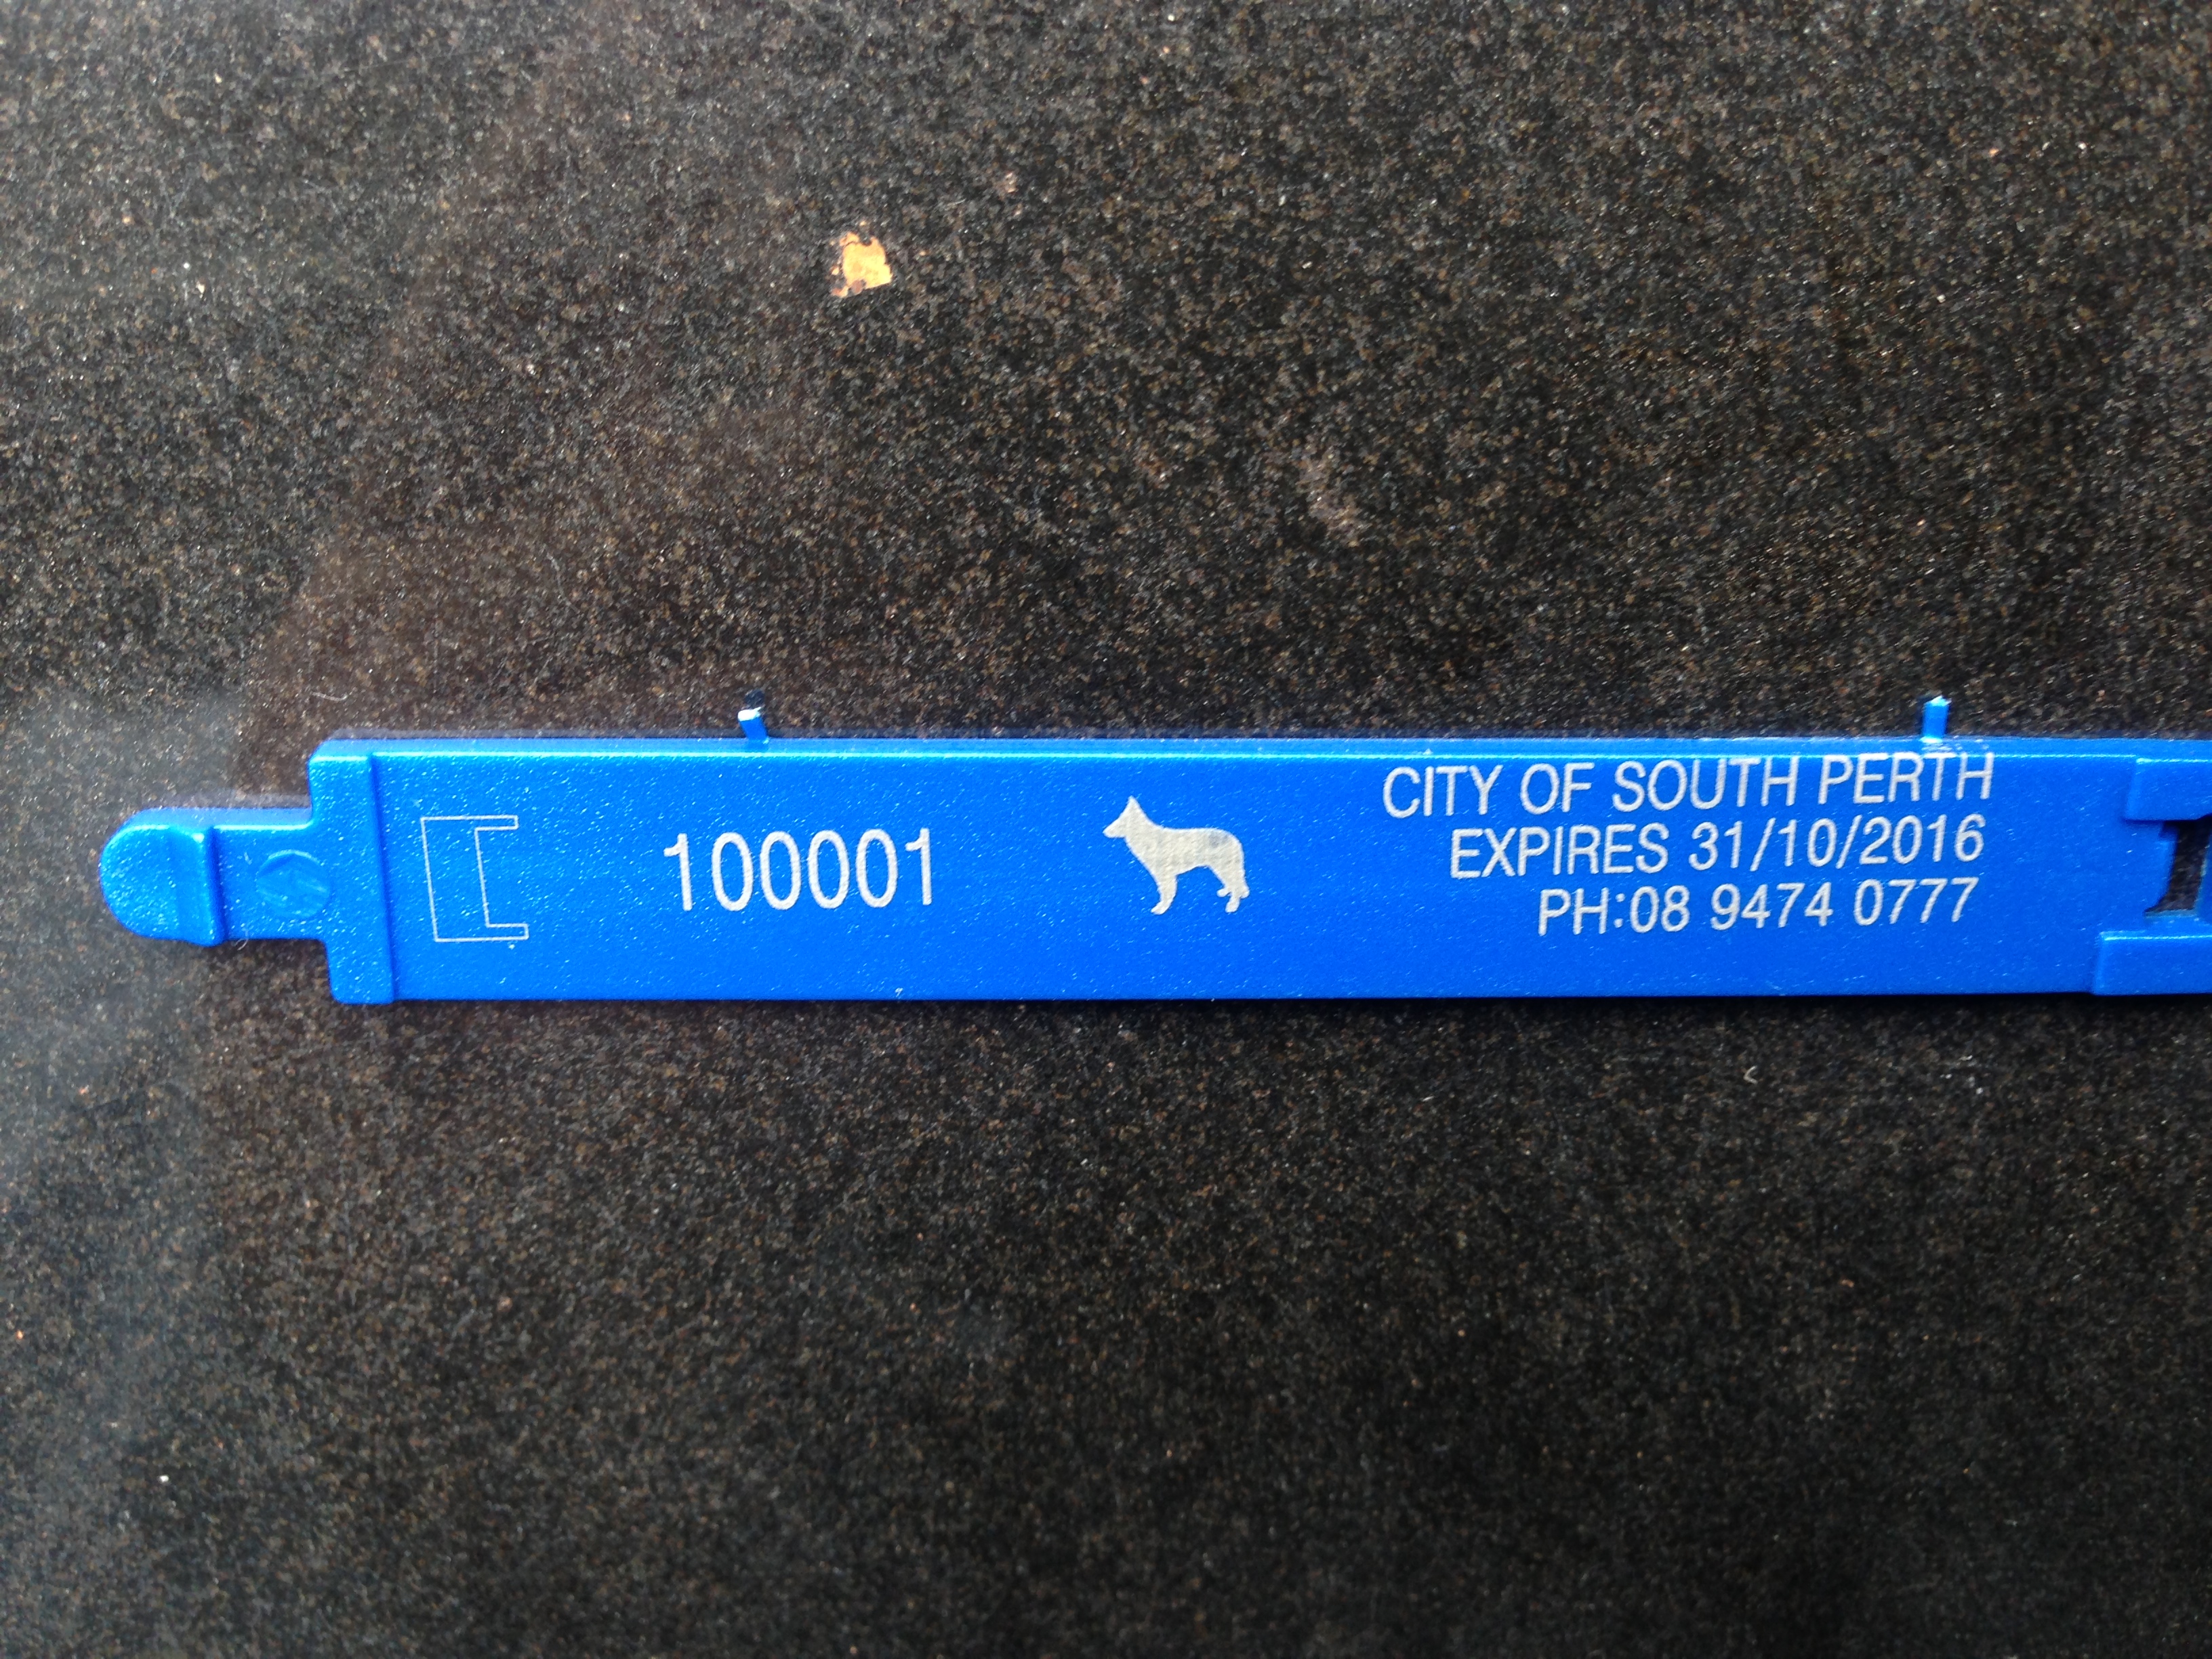 100001
CITY OF SOUTH PERTH
EXPIRES 31/10/2016
PH:08 9474 0777